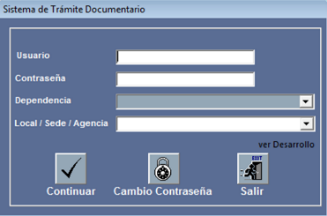 Sistema de Trámite Documentario
Usuario
Contraseña
Dependencia
Local / Sede / Agencia
ver Desarrollo
EXIT
Continuar Cambio Contraseña Salir